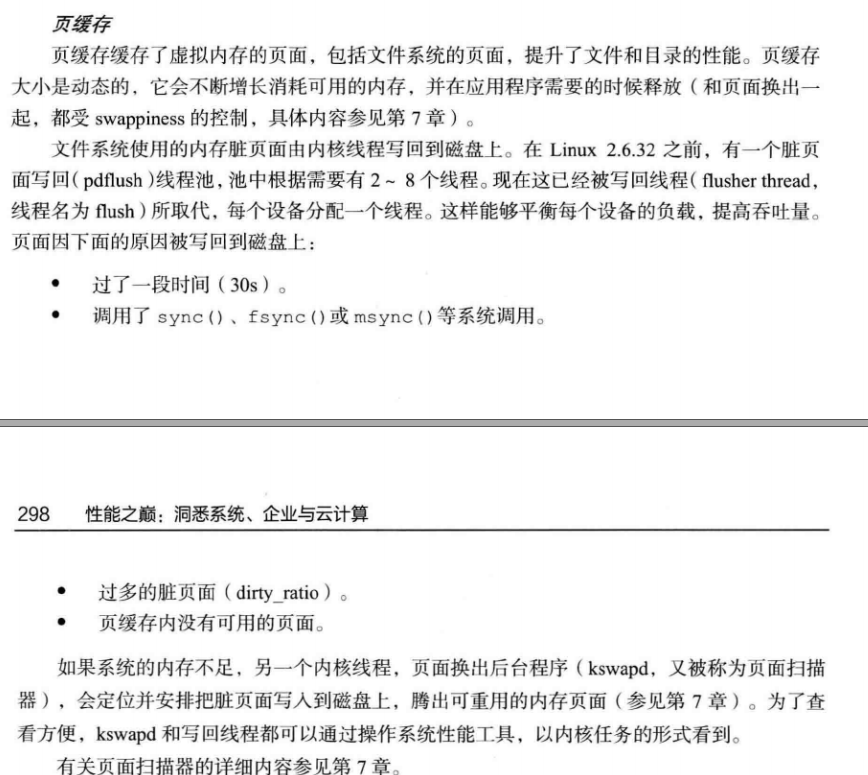 页缓存
页缓存缓存了虚拟内存的页面，包括文件系统的页面，提升了文件和目录的性能。页缓存
大小是动态的，它会不断增长消耗可用的内存，并在应用程序需要的时候释放（和页面换出一
起，都受 swappiness 的控制，具体内容参见第 7 章）。
文件系统使用的内存脏页面由内核线程写回到磁盘上。在 Linux 2.6.32 之前，有一个脏页
面写回（pdflush）线程池，池中根据需要有 2 ~ 8 个线程。现在这已经被写回线程（flusher thread，
线程名为 flush）所取代，每个设备分配一个线程。这样能够平衡每个设备的负载，提高吞吐量。
页面因下面的原因被写回到磁盘上：
• 过了一段时间（30s）。
• 调用了 sync()、fsync()或 msync()等系统调用。
298 性能之巅：洞悉系统、企业与云计算
• 过多的脏页面（dirty_ratio）。
• 页缓存内没有可用的页面。
如果系统的内存不足，另一个内核线程，页面换出后台程序（kswapd，又被称为页面扫描
器），会定位并安排把脏页面写入到磁盘上，腾出可重用的内存页面（参见第 7 章）。为了查
看方便，kswapd 和写回线程都可以通过操作系统性能工具，以内核任务的形式看到。
有关页面扫描器的详细内容参见第 7 章。